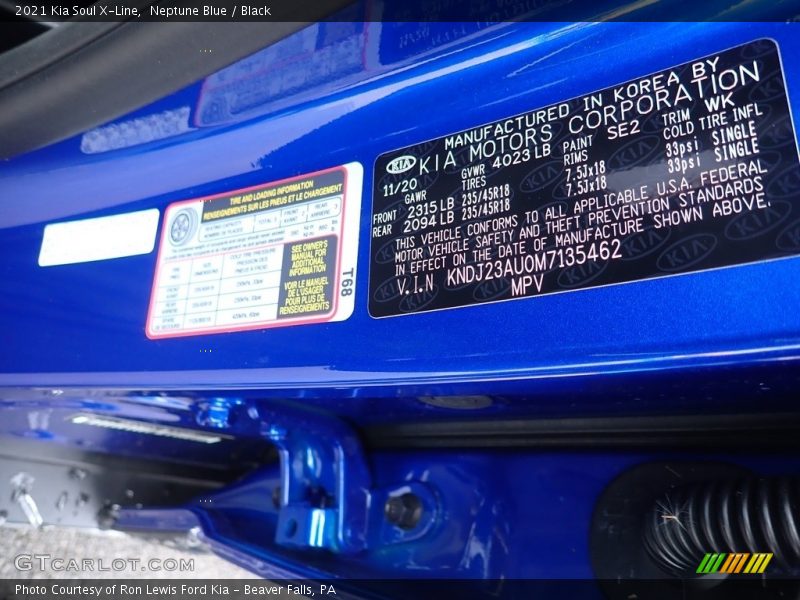 2021 Kia Soul X-Line, Neptune Blue / Black
MANUFACTURED IN KOREA BY
KIA KIA MOTORS CORPORATION
11/20 GVWR 4023 LB PAINT SE2 TRIM WK
GAWR TIRES RIMS COLD TIRE INFL
FRONT 2315 LB 235/45R18 7.5Jx18 33psi SINGLE
REAR 2094 LB 235/45R18 7.5Jx18 33psi SINGLE
THIS VEHICLE CONFORMS TO ALL APPLICABLE U.S.A. FEDERAL
MOTOR VEHICLE SAFETY AND THEFT PREVENTION STANDARDS
IN EFFECT ON THE DATE OF MANUFACTURE SHOWN ABOVE.
V.I.N KNDJ23AU0M7135462
MPV
TIRE AND LOADING INFORMATION
RENSEIGNEMENTS SUR LES PNEUS ET LE CHARGEMENT
SEE OWNER'S
MANUAL FOR
ADDITIONAL
INFORMATION
VOIR LE MANUEL
DE L'USAGER
POUR PLUS DE
RENSEIGNEMENTS
T68
GTCARLOT.COM
Photo Courtesy of Ron Lewis Ford Kia - Beaver Falls, PA